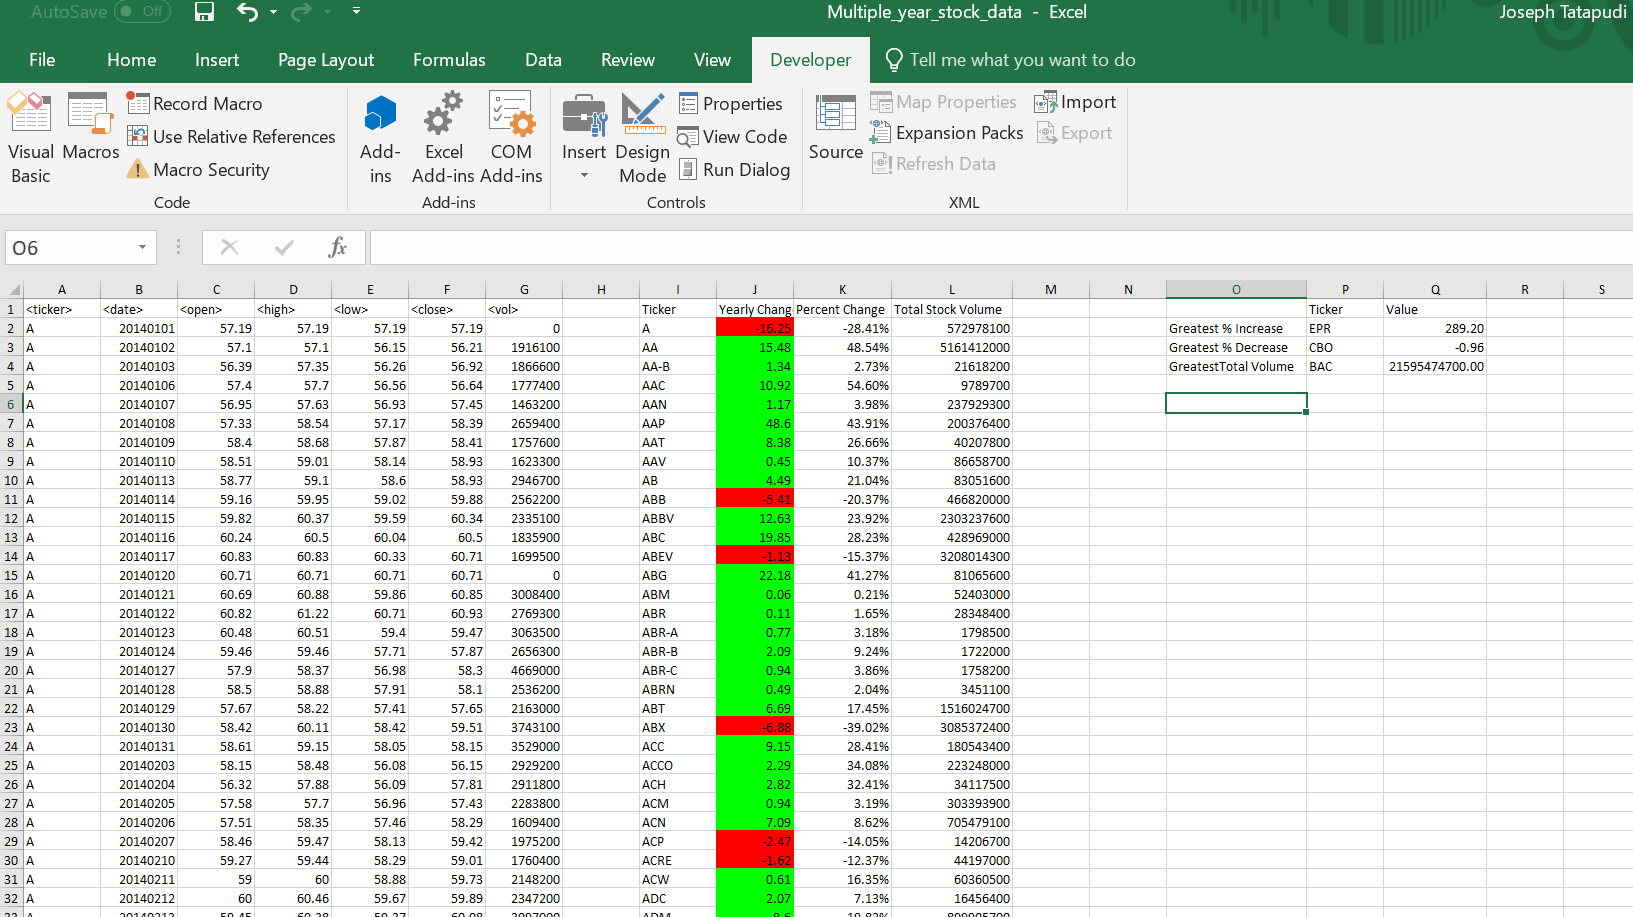 AutoSave Off Multiple_year_stock_data - Excel Joseph Tatapudi
File Home Insert Page Layout Formulas Data Review View Developer Tell me what you want to do
Record Macro Properties Map Properties Import
Use Relative References View Code Expansion Packs Export
Visual Basic Macros Macro Security Add-ins Excel Add-ins COM Add-ins Insert Design Mode Run Dialog Source Refresh Data
Code Add-ins Controls XML
O6 fx
A B C D E F G H I J K L M N O P Q R S
1 <ticker> <date> <open> <high> <low> <close> <vol> Ticker Yearly Chang Percent Change Total Stock Volume Ticker Value
2 A 20140101 57.19 57.19 57.19 57.19 0 A -16.25 -28.41% 572978100 Greatest % Increase EPR 289.20
3 A 20140102 57.1 57.1 56.15 56.21 1916100 AA 15.48 48.54% 5161412000 Greatest % Decrease CBO -0.96
4 A 20140103 56.39 57.35 56.26 56.92 1866600 AA-B 1.34 2.73% 21618200 GreatestTotal Volume BAC 21595474700.00
5 A 20140106 57.4 57.7 56.56 56.64 1777400 AAC 10.92 54.60% 9789700
6 A 20140107 56.95 57.63 56.93 57.45 1463200 AAN 1.17 3.98% 237929300
7 A 20140108 57.33 58.54 57.17 58.39 2659400 AAP 48.6 43.91% 200376400
8 A 20140109 58.4 58.68 57.87 58.41 1757600 AAT 8.38 26.66% 40207800
9 A 20140110 58.51 59.01 58.14 58.93 1623300 AAV 0.45 10.37% 86658700
10 A 20140113 58.77 59.1 58.6 58.93 2946700 AB 4.49 21.04% 83051600
11 A 20140114 59.16 59.95 59.02 59.88 2562200 ABB -5.41 -20.37% 466820000
12 A 20140115 59.82 60.37 59.59 60.34 2335100 ABBV 12.63 23.92% 2303237600
13 A 20140116 60.24 60.5 60.04 60.5 1835900 ABC 19.85 28.23% 428969000
14 A 20140117 60.83 60.83 60.33 60.71 1699500 ABEV -1.13 -15.37% 3208014300
15 A 20140120 60.71 60.71 60.71 60.71 0 ABG 22.18 41.27% 81065600
16 A 20140121 60.69 60.88 59.86 60.85 3008400 ABM 0.06 0.21% 52403000
17 A 20140122 60.82 61.22 60.71 60.93 2769300 ABR 0.11 1.65% 28348400
18 A 20140123 60.48 60.51 59.4 59.47 3063500 ABR-A 0.77 3.18% 1798500
19 A 20140124 59.46 59.46 57.71 57.87 2656300 ABR-B 2.09 9.24% 1722000
20 A 20140127 57.9 58.37 56.98 58.3 4669000 ABR-C 0.94 3.86% 1758200
21 A 20140128 58.5 58.88 57.91 58.1 2536200 ABRN 0.49 2.04% 3451100
22 A 20140129 57.67 58.22 57.41 57.65 2163000 ABT 6.69 17.45% 1516024700
23 A 20140130 58.42 60.11 58.42 59.51 3743100 ABX -6.88 -39.02% 3085372400
24 A 20140131 58.61 59.15 58.05 58.15 3529000 ACC 9.15 28.41% 180543400
25 A 20140203 58.15 58.48 56.08 56.15 2929200 ACCO 2.29 34.08% 223248000
26 A 20140204 56.32 57.88 56.09 57.81 2911800 ACH 2.82 32.41% 34117500
27 A 20140205 57.58 57.7 56.96 57.43 2283800 ACM 0.94 3.19% 303393900
28 A 20140206 57.51 58.35 57.46 58.29 1609400 ACN 7.09 8.62% 705479100
29 A 20140207 58.46 59.47 58.13 59.42 1975200 ACP -2.47 -14.05% 14206700
30 A 20140210 59.27 59.44 58.29 59.01 1760400 ACRE -1.62 -12.37% 44197000
31 A 20140211 59 60 58.88 59.73 2148200 ACW 0.61 16.35% 60360500
32 A 20140212 60 60.46 59.67 59.89 2347200 ADC 2.07 7.13% 16456400